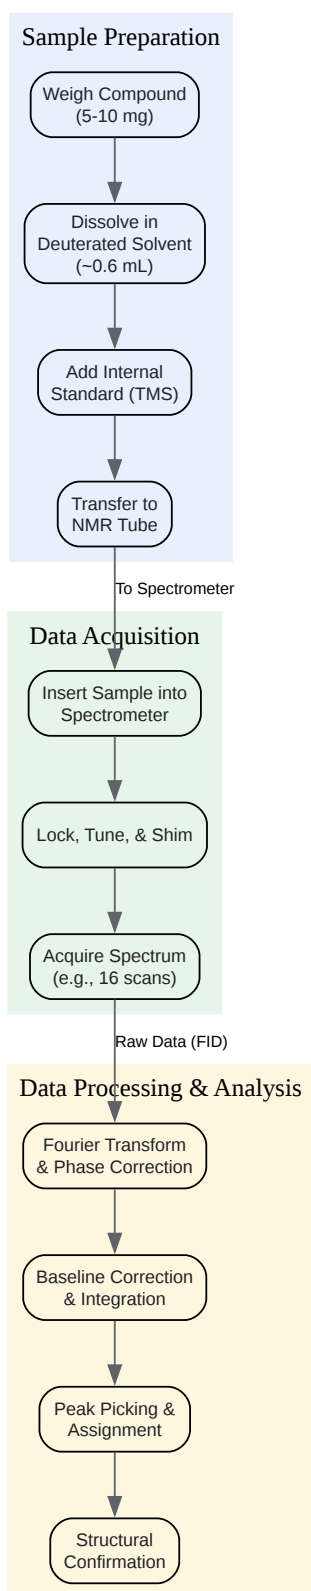 Sample Preparation
Weigh Compound
(5-10 mg)
Dissolve in
Deuterated Solvent
(~0.6 mL)
Add Internal
Standard (TMS)
Transfer to
NMR Tube
To Spectrometer
Data Acquisition
Insert Sample into
Spectrometer
Lock, Tune, & Shim
Acquire Spectrum
(e.g., 16 scans)
Raw Data (FID)
Data Processing & Analysis
Fourier Transform
& Phase Correction
Baseline Correction
& Integration
Peak Picking &
Assignment
Structural
Confirmation